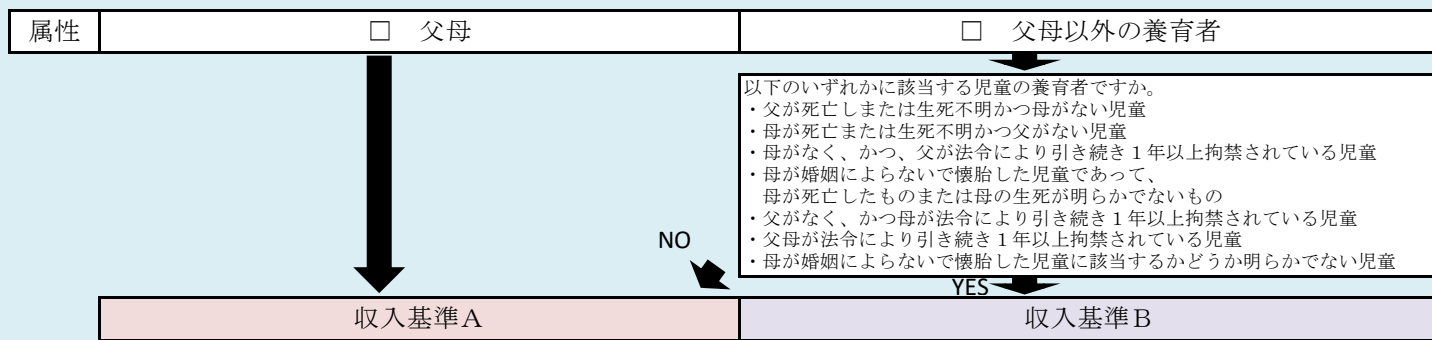 属性
□ 父母
□ 父母以外の養育者
以下のいずれかに該当する児童の養育者ですか。
・父が死亡しまたは生死不明かつ母がない児童
・母が死亡または生死不明かつ父がない児童
・母がなく、かつ、父が法令により引き続き１年以上拘禁されている児童
・母が婚姻によらないで懐胎した児童であって、
母が死亡したものまたは母の生死が明らかでないもの
・父がなく、かつ母が法令により引き続き１年以上拘禁されている児童
・父母が法令により引き続き１年以上拘禁されている児童
・母が婚姻によらないで懐胎した児童に該当するかどうか明らかでない児童
NO
YES
収入基準A
収入基準B